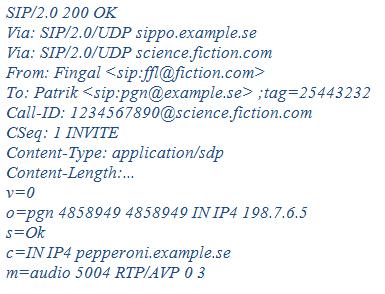 SIP/2.0 200 OK
Via: SIP/2.0/UDP sippo.example.se
Via: SIP/2.0/UDP science.fiction.com
From: Fingal <sip:ffl@fiction.com>
To: Patrik <sip:pgn@example.se> ;tag=25443232
Call-ID: 1234567890@science.fiction.com
CSeq: 1 INVITE
Content-Type: application/sdp
Content-Length:...
v=0
o=pgn 4858949 4858949 IN IP4 198.7.6.5
s=Ok
c=IN IP4 pepperoni.example.se
m=audio 5004 RTP/AVP 0 3